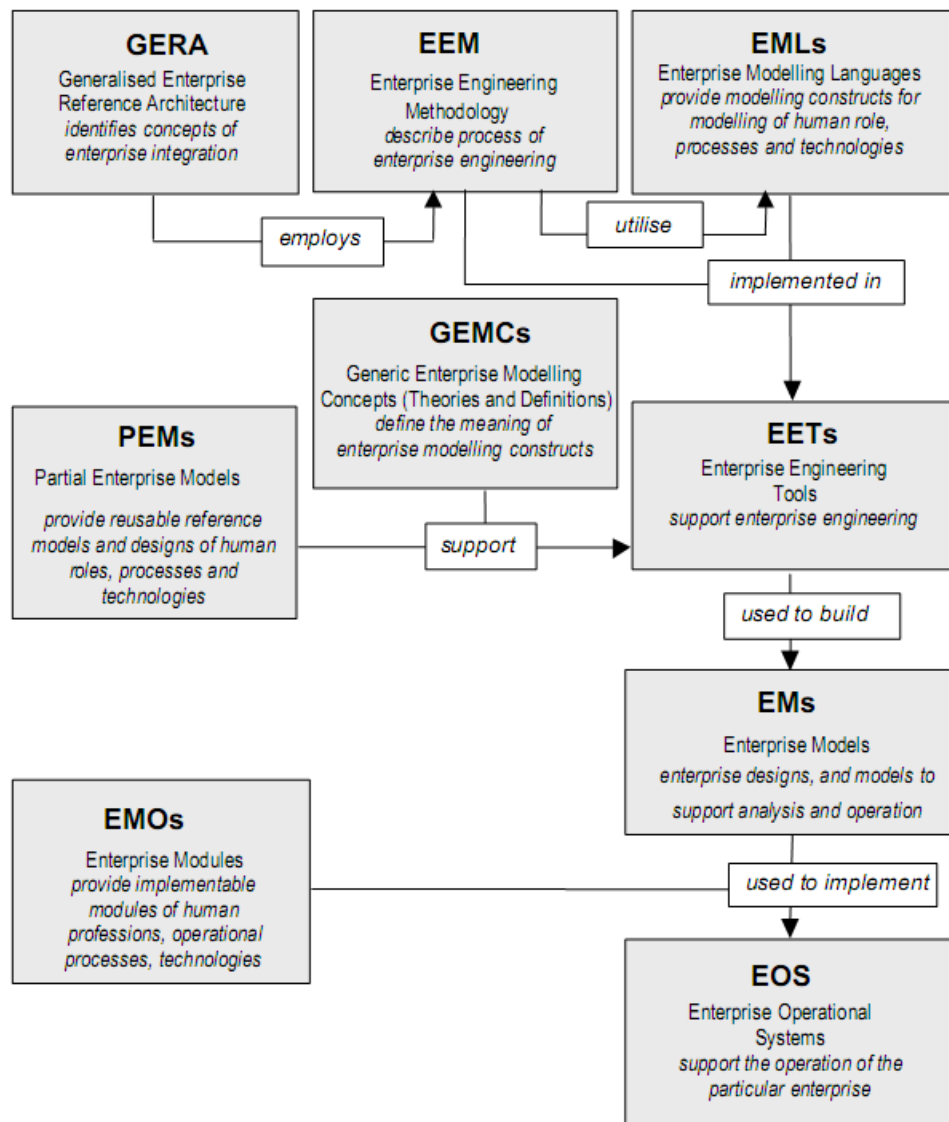 GERA
Generalised Enterprise
Reference Architecture
identifies concepts of
enterprise integration
EEM
Enterprise Engineering
Methodology
describe process of
enterprise engineering
EMLs
Enterprise Modelling Languages
provide modelling constructs for
modelling of human role,
processes and technologies
employs
utilise
implemented in
GEMCs
Generic Enterprise Modelling
Concepts (Theories and Definitions)
define the meaning of
enterprise modelling constructs
PEMs
Partial Enterprise Models
provide reusable reference
models and designs of human
roles, processes and
technologies
EETs
Enterprise Engineering
Tools
support enterprise engineering
support
used to build
EMs
Enterprise Models
enterprise designs, and models to
support analysis and operation
EMOs
Enterprise Modules
provide implementable
modules of human
professions, operational
processes, technologies
used to implement
EOS
Enterprise Operational
Systems
support the operation of the
particular enterprise